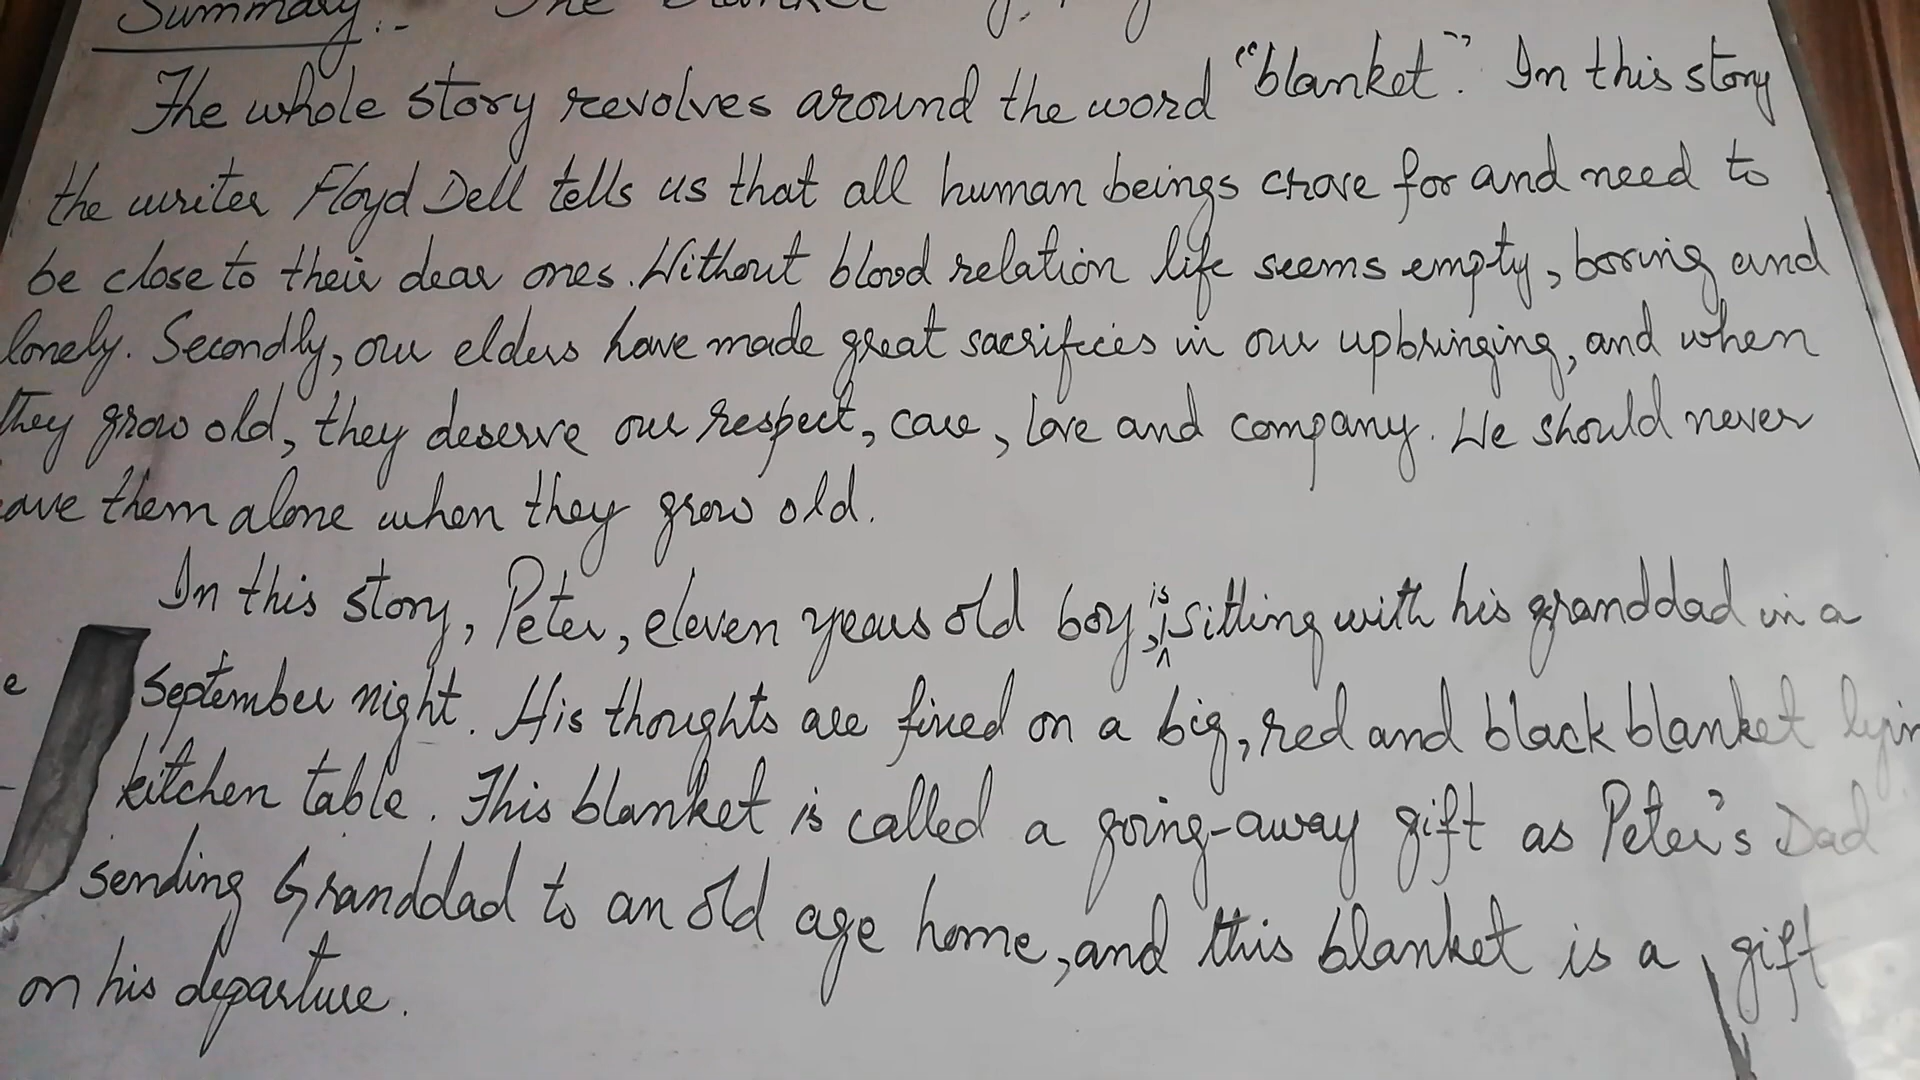 Summary:- The Blanket
The whole story revolves around the word "blanket". In this story
the writer Floyd Dell tells us that all human beings crave for and need to
be close to their dear ones. Without blood relation life seems empty, boring and
lonely. Secondly, our elders have made great sacrifices in our upbringing, and when
they grow old, they deserve our respect, care, love and company. We should never
eave them alone when they grow old.
In this story, Peter, eleven years old boy, is sitting with his granddad in a
e September night. His thoughts are fixed on a big, red and black blanket lyin
kitchen table. This blanket is called a going-away gift as Peter's Dad
sending Granddad to an old age home, and this blanket is a gift
on his departure.